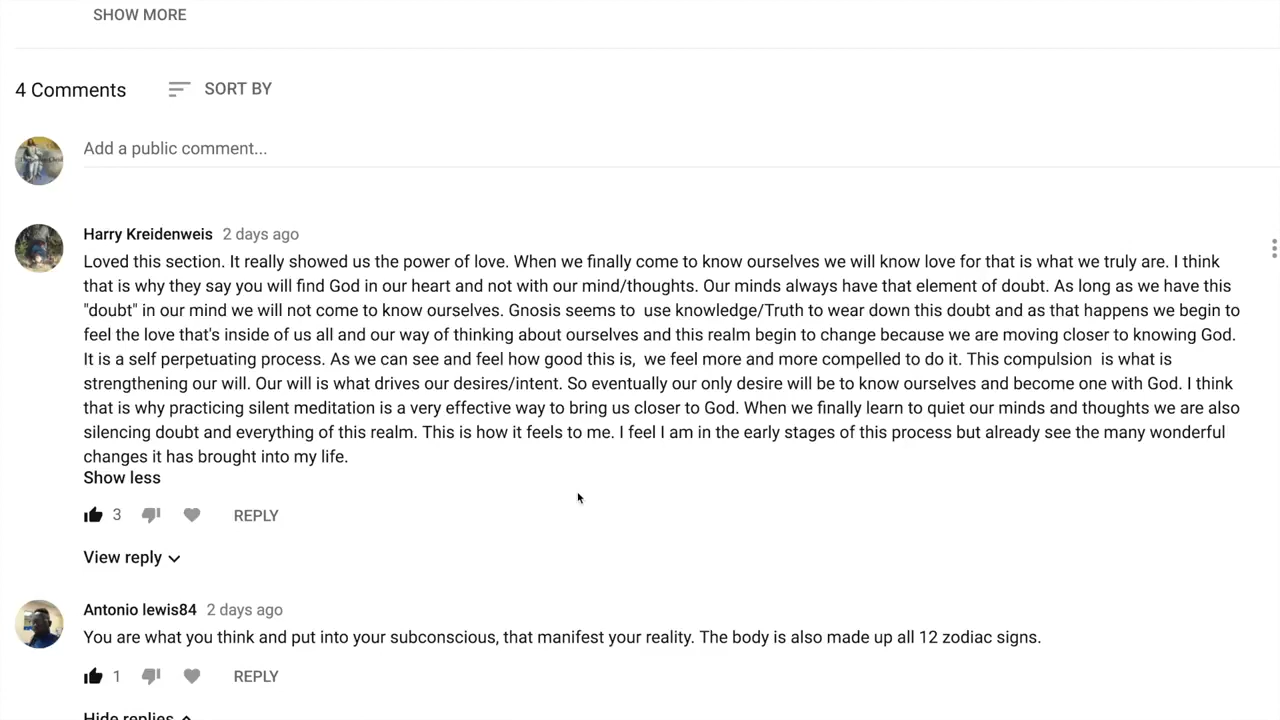 SHOW MORE
4 Comments
SORT BY
Add a public comment...
Harry Kreidenweis 2 days ago
Loved this section. It really showed us the power of love. When we finally come to know ourselves we will know love for that is what we truly are. I think
that is why they say you will find God in our heart and not with our mind/thoughts. Our minds always have that element of doubt. As long as we have this
"doubt" in our mind we will not come to know ourselves. Gnosis seems to  use knowledge/Truth to wear down this doubt and as that happens we begin to
feel the love that's inside of us all and our way of thinking about ourselves and this realm begin to change because we are moving closer to knowing God.
It is a self perpetuating process. As we can see and feel how good this is,  we feel more and more compelled to do it. This compulsion  is what is
strengthening our will. Our will is what drives our desires/intent. So eventually our only desire will be to know ourselves and become one with God. I think
that is why practicing silent meditation is a very effective way to bring us closer to God. When we finally learn to quiet our minds and thoughts we are also
silencing doubt and everything of this realm. This is how it feels to me. I feel I am in the early stages of this process but already see the many wonderful
changes it has brought into my life.
Show less
3 REPLY
View reply
Antonio lewis84 2 days ago
You are what you think and put into your subconscious, that manifest your reality. The body is also made up all 12 zodiac signs.
1 REPLY
Hide replies